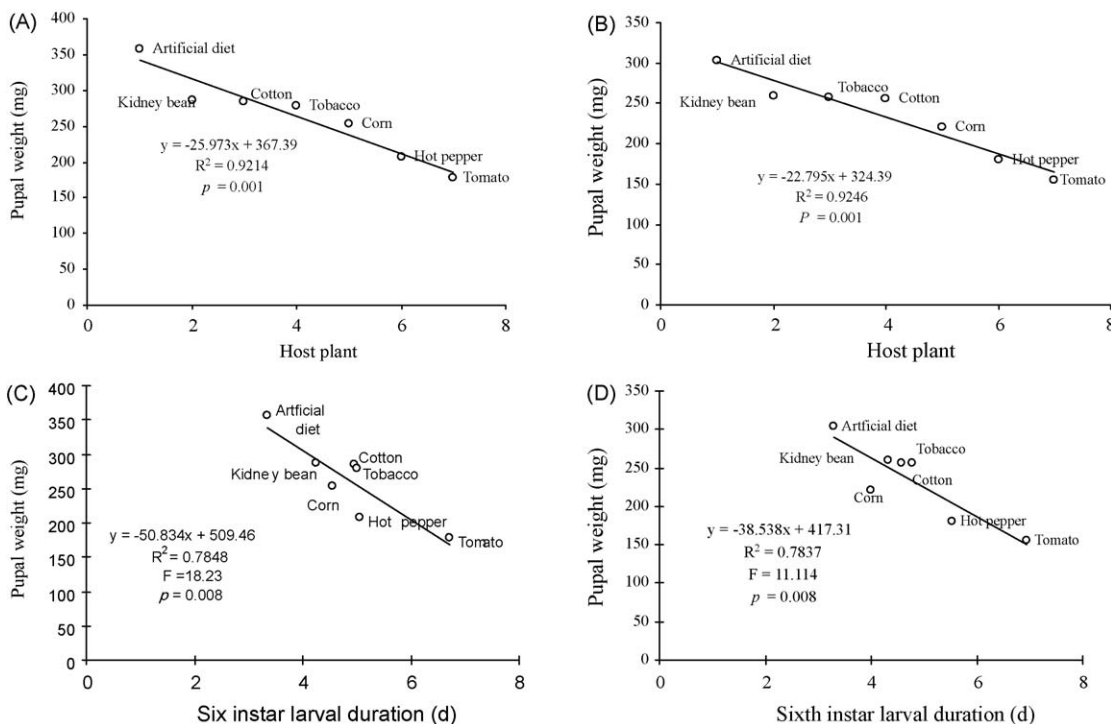 (A)
Pupal weight (mg)
400
350
300
250
200
150
100
50
0
Artificial diet
Kidney bean
Cotton
Tobacco
Corn
Hot pepper
Tomato
y = -25.973x + 367.39
R² = 0.9214
p = 0.001
0 2 4 6 8
Host plant
(B)
Pupal weight (mg)
350
300
250
200
150
100
50
0
Artificial diet
Kidney bean
Tobacco
Cotton
Corn
Hot pepper
Tomato
y = -22.795x + 324.39
R² = 0.9246
P = 0.001
0 2 4 6 8
Host plant
(C)
Pupal weight (mg)
400
350
300
250
200
150
100
50
0
Artficial
diet
Kidney bean
Cotton
Tobacco
Corn
Hot pepper
Tomato
y = -50.834x + 509.46
R² = 0.7848
F =18.23
p = 0.008
0 2 4 6 8
Six instar larval duration (d)
(D)
Pupal weight (mg)
350
300
250
200
150
100
50
0
Artficial diet
Kidney bean
Tobacco
Cotton
Corn
Hot pepper
Tomato
y = -38.538x + 417.31
R² = 0.7837
F = 11.114
p = 0.008
0 2 4 6 8
Sixth instar larval duration (d)